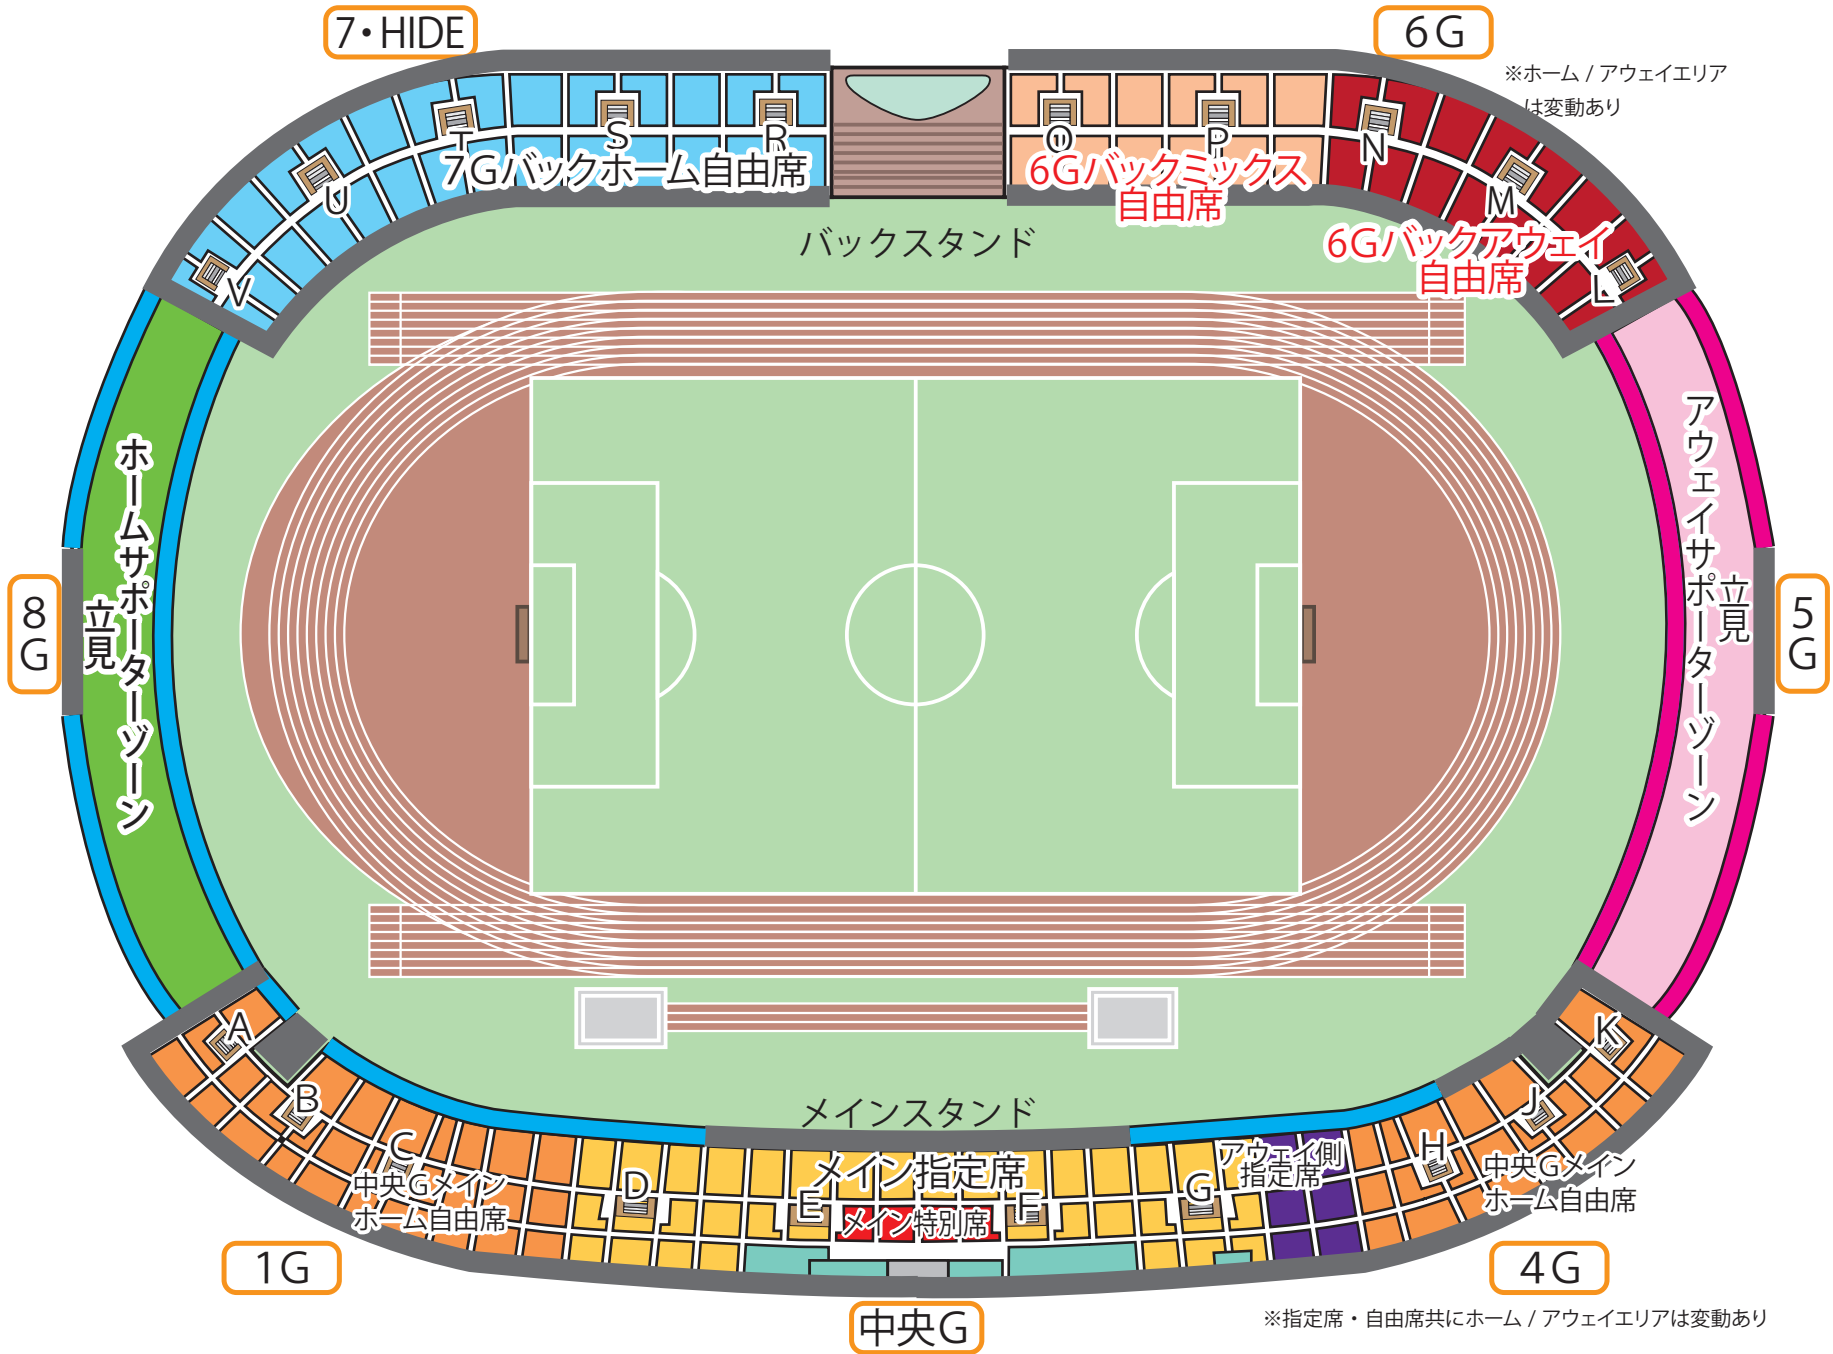 7・HIDE
6G
※ホーム / アウェイエリア
は変動あり
T
S
R
O
P
N
7Gバックホーム自由席
6Gバックミックス
自由席
U
M
V
L
6Gバックアウェイ
自由席
バックスタンド
ホームサポーターゾーン
立見
アウェイサポーターゾーン
立見
8G
5G
A
B
C
K
J
H
メインスタンド
中央Gメイン
ホーム自由席
D
E
メイン指定席
メイン特別席
F
G
アウェイ側
指定席
中央Gメイン
ホーム自由席
1G
4G
中央G
※指定席・自由席共にホーム / アウェイエリアは変動あり